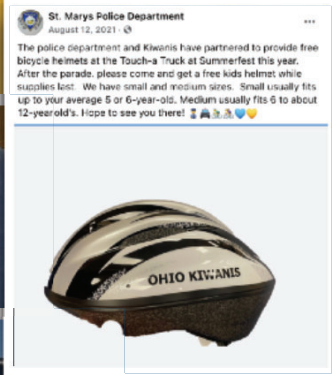 St. Marys Police Department
August 12, 2021 ·
The police department and Kiwanis have partnered to provide free
bicycle helmets at the Touch-a Truck at Summerfest this year.
After the parade, please come and get a free kids helmet while
supplies last. We have small and medium sizes. Small usually fits
up to your average 5 or 6-year-old. Medium usually fits 6 to about
12-yearold's. Hope to see you there!
OHIO KIWANIS